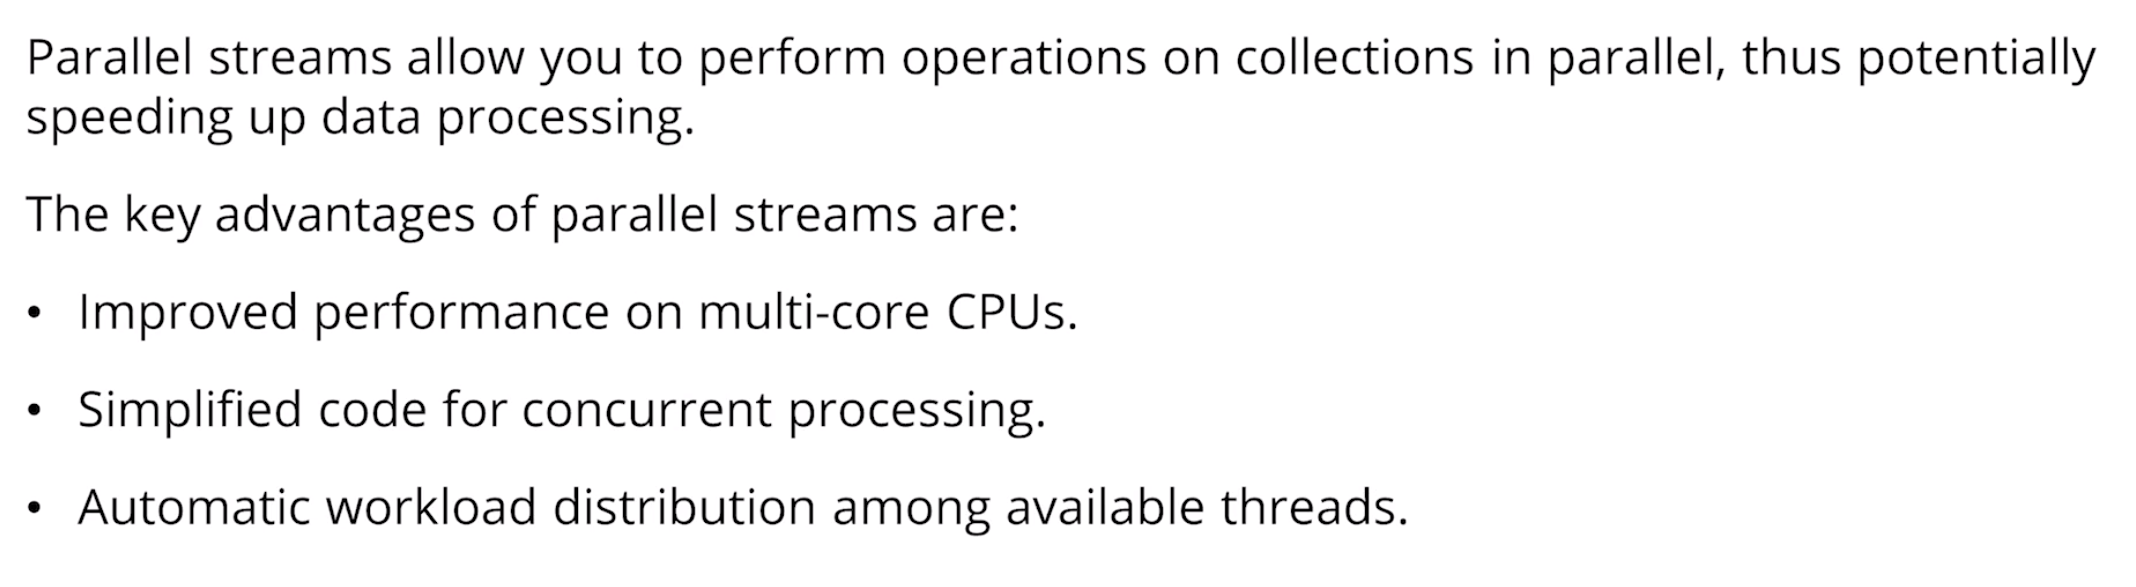 Parallel streams allow you to perform operations on collections in parallel, thus potentially
speeding up data processing.
The key advantages of parallel streams are:
• Improved performance on multi-core CPUs.
• Simplified code for concurrent processing.
• Automatic workload distribution among available threads.